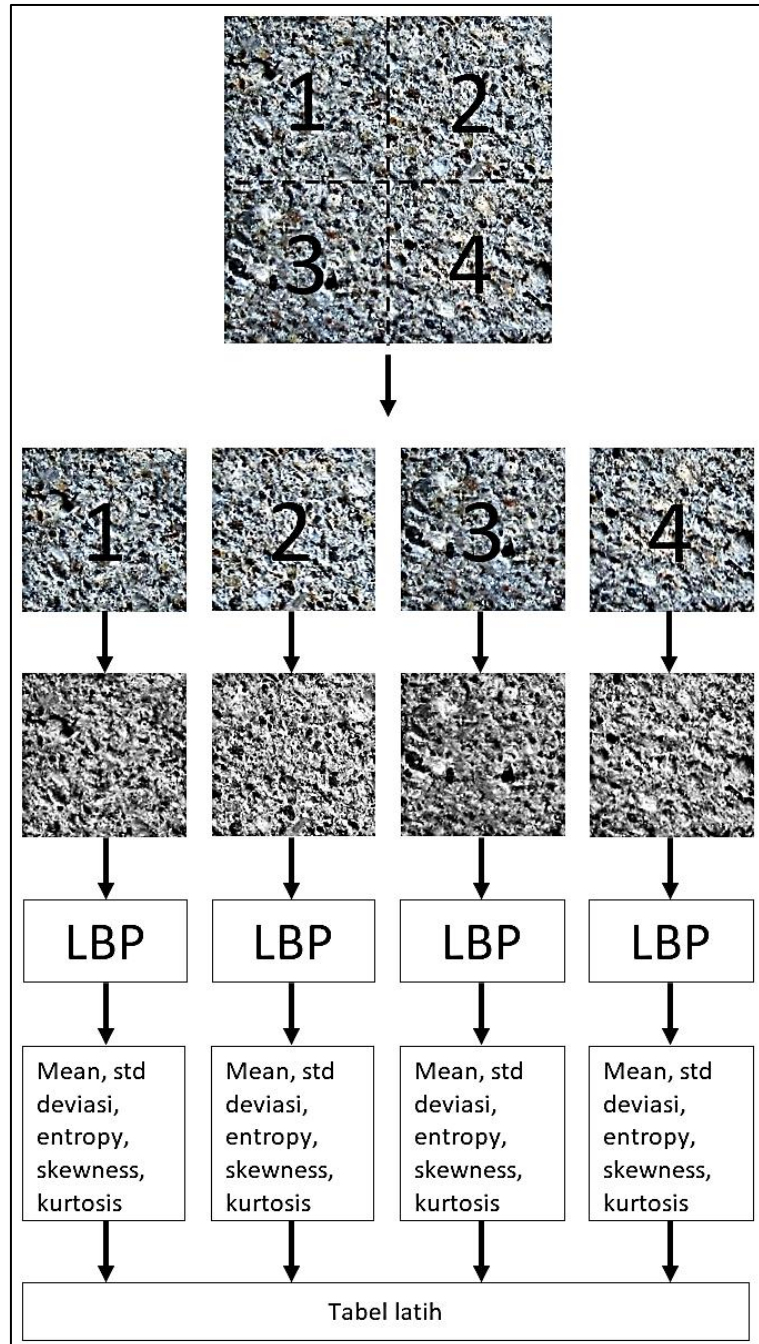 1 2
3 4
1 2 3 4
LBP LBP LBP LBP
Mean, std
deviasi,
entropy,
skewness,
kurtosis
Mean, std
deviasi,
entropy,
skewness,
kurtosis
Mean, std
deviasi,
entropy,
skewness,
kurtosis
Mean, std
deviasi,
entropy,
skewness,
kurtosis
Tabel latih